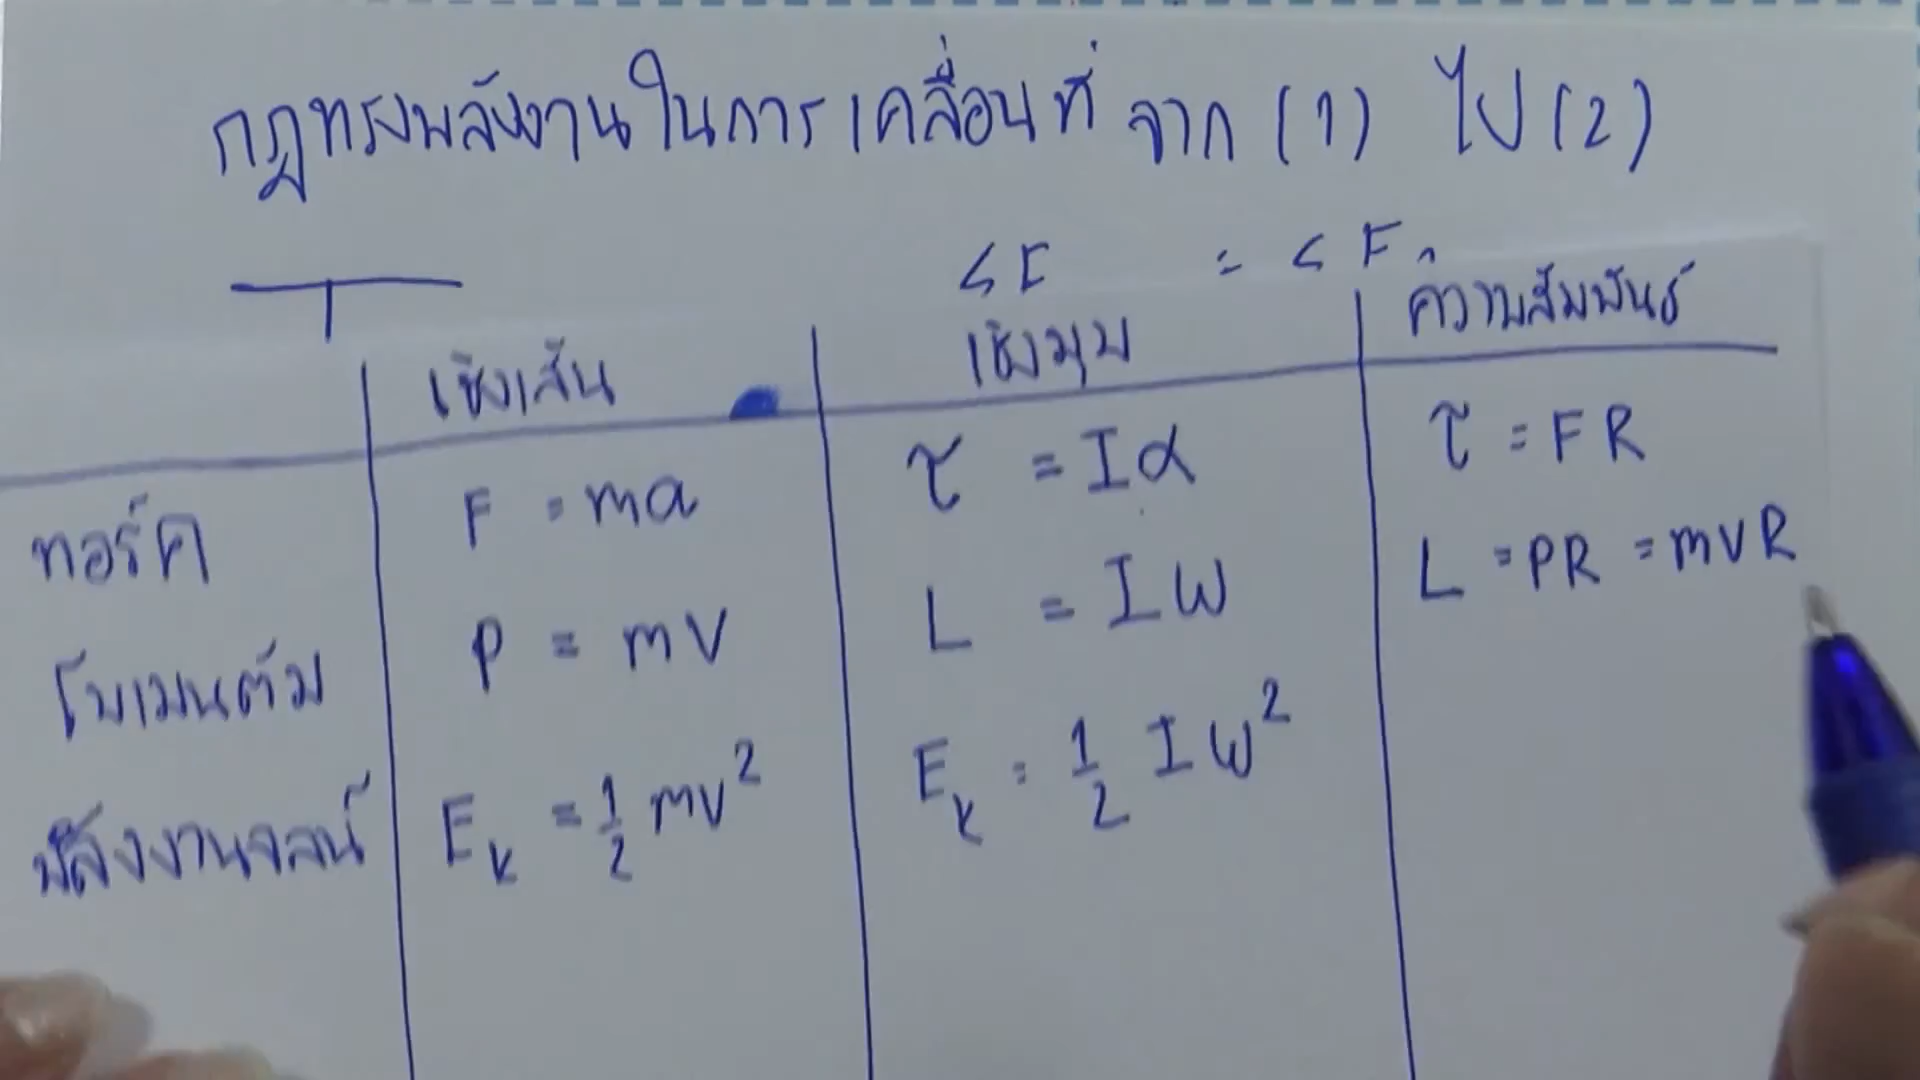 กฎทรงพลังงานในการเคลื่อนที่ จาก (1) ไป (2)
ΣE = ΣE
เชิงเส้น เชิงมุม ความสัมพันธ์
ทอร์ค F = ma τ = Iα τ = FR
โมเมนตัม P = mv L = Iω L = PR = mvR
พลังงานจลน์ E_k = 1/2 mv² E_k = 1/2 Iω²